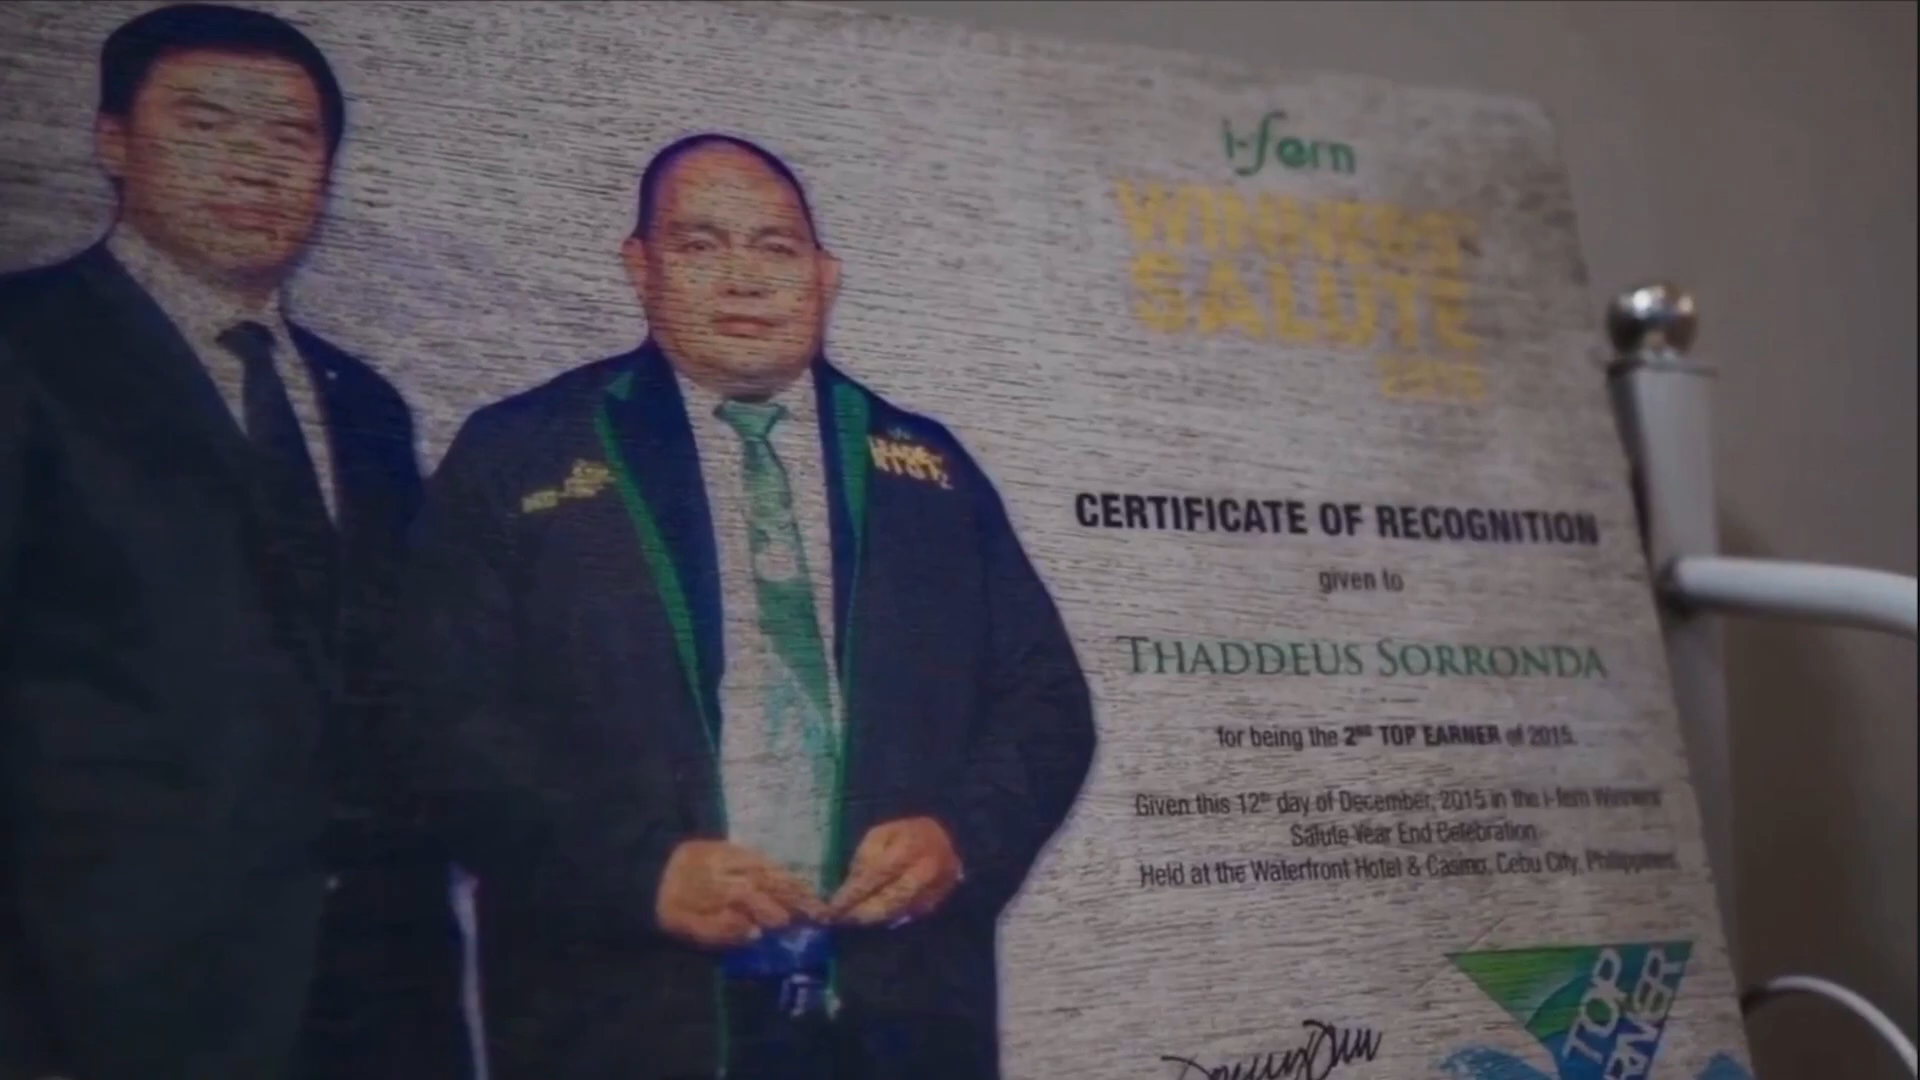 i-fern
WINNERS'
SALUTE
2015
CERTIFICATE OF RECOGNITION
given to
THADDEUS SORRONDA
for being the 2ND TOP EARNER of 2015.
Given this 12th day of December, 2015 in the i-fern Winners'
Salute Year End Celebration
Held at the Waterfront Hotel & Casino, Cebu City, Philippines
TOP
EARNER